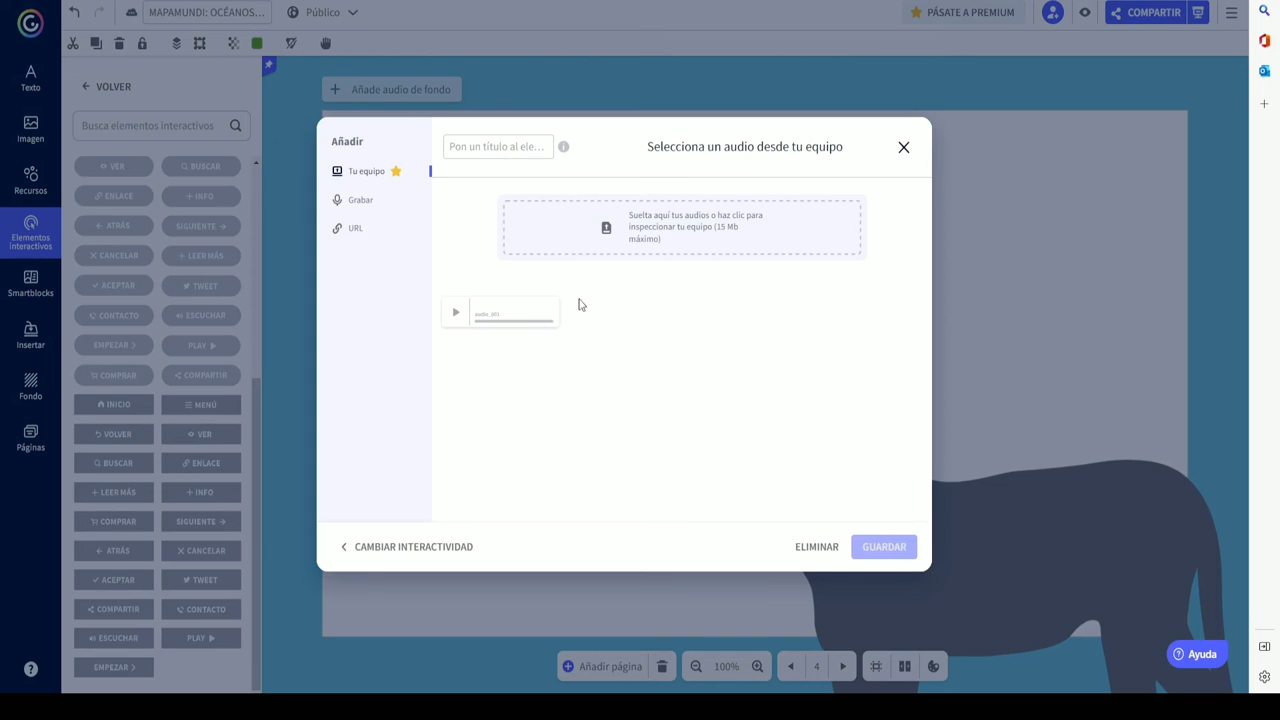 MAPAMUNDI: OCÉANOS...
Público
PÁSATE A PREMIUM
COMPARTIR
Texto
Imagen
Recursos
Elementos
Interactivos
Smartblocks
Insertar
Fondo
Páginas
VOLVER
Busca elementos interactivos
VER
BUSCAR
ENLACE
+ INFO
ATRÁS
SIGUIENTE
CANCELAR
+ LEER MÁS
ACEPTAR
TWEET
CONTACTO
ESCUCHAR
EMPEZAR
PLAY
COMPRAR
COMPARTIR
INICIO
MENÚ
VOLVER
VER
BUSCAR
ENLACE
+ LEER MÁS
+ INFO
COMPRAR
SIGUIENTE
ATRÁS
CANCELAR
ACEPTAR
TWEET
COMPARTIR
CONTACTO
ESCUCHAR
PLAY
EMPEZAR
+ Añade audio de fondo
Añadir
Tu equipo
Grabar
URL
Pon un título al ele...
Selecciona un audio desde tu equipo
Suelta aquí tus audios o haz clic para
inspeccionar tu equipo (15 Mb
máximo)
audio_001
CAMBIAR INTERACTIVIDAD
ELIMINAR
GUARDAR
Añadir página
100%
4
Ayuda